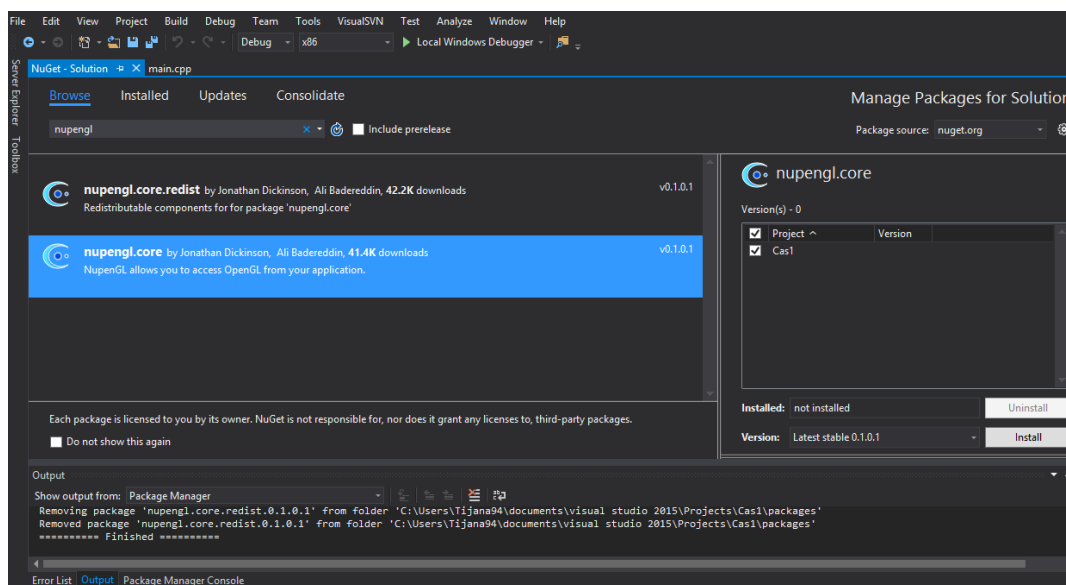 File Edit View Project Build Debug Team Tools VisualSVN Test Analyze Window Help
Debug x86 Local Windows Debugger
Server Explorer
Toolbox
NuGet - Solution main.cpp
Browse Installed Updates Consolidate
Manage Packages for Solution
nupengl Include prerelease
Package source: nuget.org
nupengl.core.redist by Jonathan Dickinson, Ali Badereddin, 42.2K downloads v0.1.0.1
Redistributable components for for package 'nupengl.core'
nupengl.core by Jonathan Dickinson, Ali Badereddin, 41.4K downloads v0.1.0.1
NupenGL allows you to access OpenGL from your application.
nupengl.core
Version(s) - 0
Project Version
Cas1
Installed: not installed Uninstall
Version: Latest stable 0.1.0.1 Install
Each package is licensed to you by its owner. NuGet is not responsible for, nor does it grant any licenses to, third-party packages.
Do not show this again
Output
Show output from: Package Manager
Removing package 'nupengl.core.redist.0.1.0.1' from folder 'C:\Users\Tijana94\documents\visual studio 2015\Projects\Cas1\packages'
Removed package 'nupengl.core.redist.0.1.0.1' from folder 'C:\Users\Tijana94\documents\visual studio 2015\Projects\Cas1\packages'
========== Finished ==========
Error List Output Package Manager Console